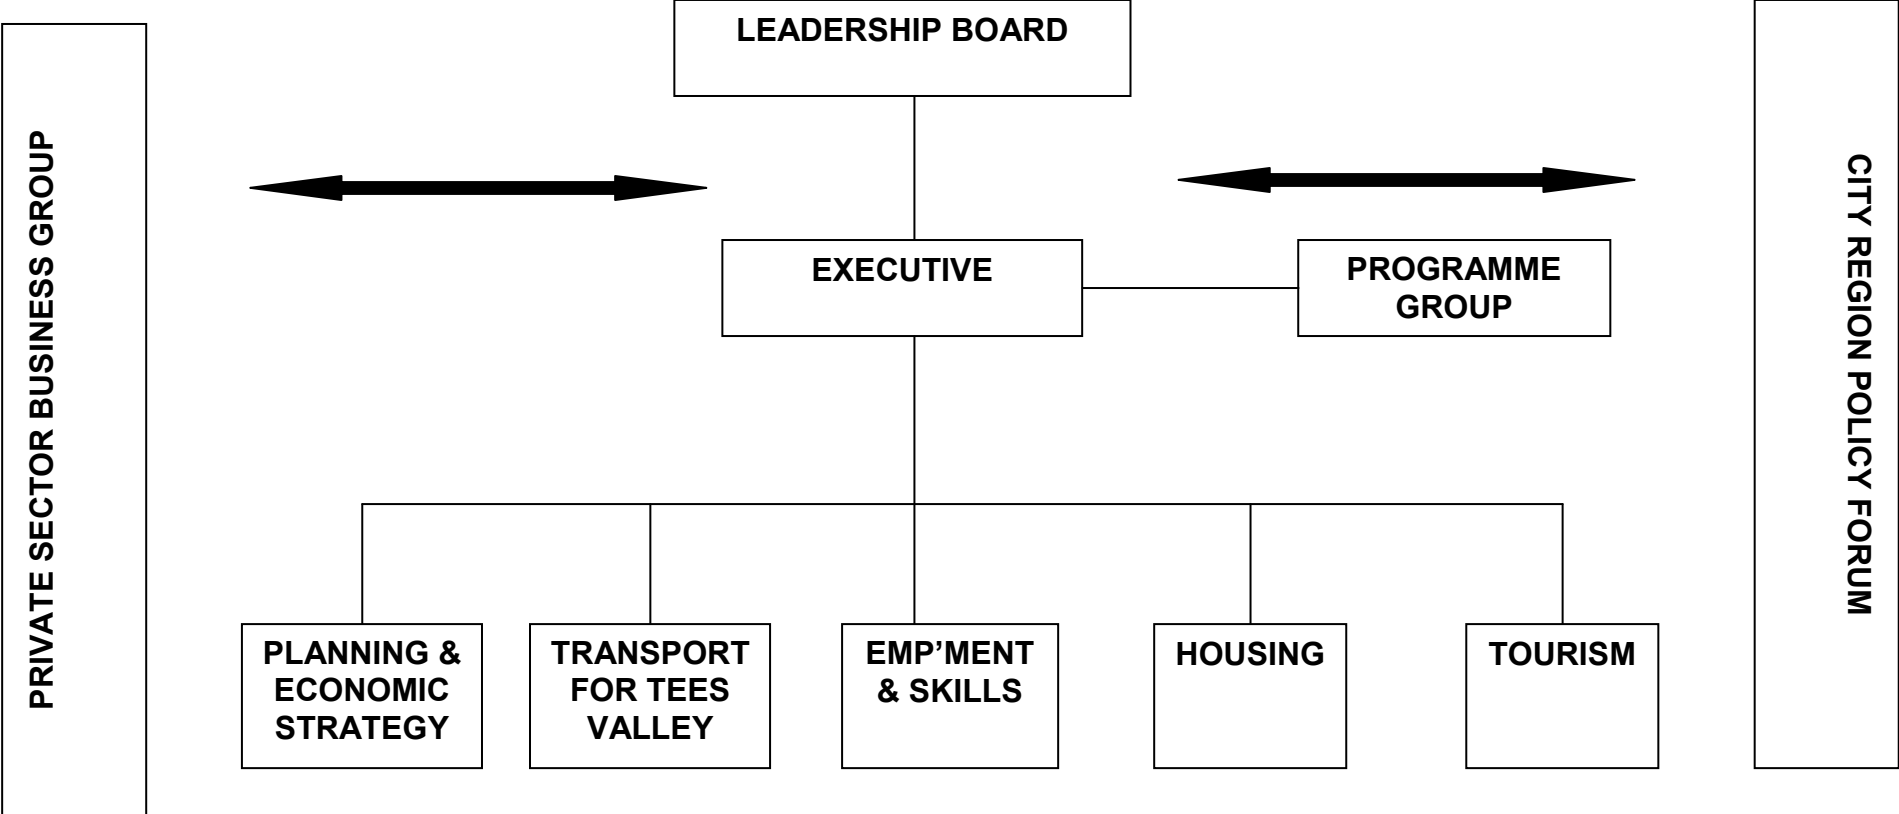 LEADERSHIP BOARD
PRIVATE SECTOR BUSINESS GROUP
CITY REGION POLICY FORUM
EXECUTIVE
PROGRAMME
GROUP
PLANNING &
ECONOMIC
STRATEGY
TRANSPORT
FOR TEES
VALLEY
EMP’MENT
& SKILLS
HOUSING
TOURISM